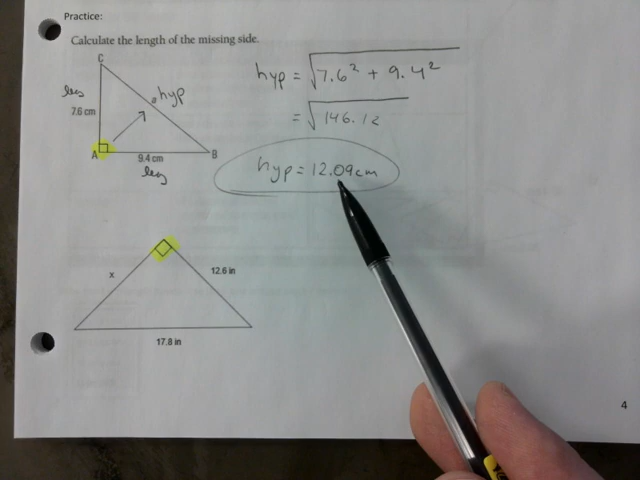 Practice:
Calculate the length of the missing side.
C
leg
hyp
a
7.6 cm
A
9.4 cm
B
leg
hyp = √7.6² + 9.4²
= √146.12
hyp = 12.09cm
x
12.6 in
17.8 in
4